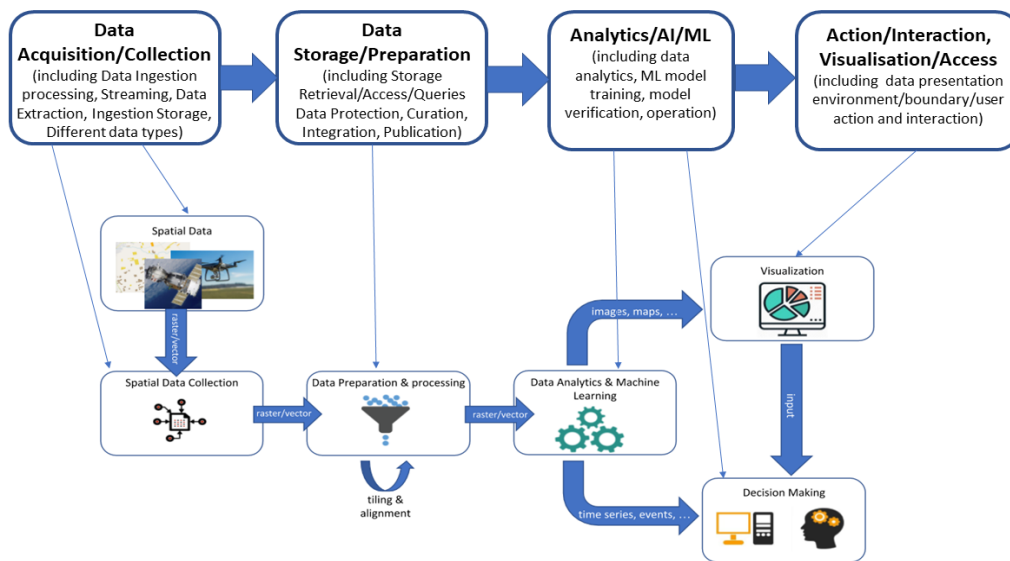 Data
Acquisition/Collection
(including Data Ingestion
processing, Streaming, Data
Extraction, Ingestion Storage,
Different data types)
Data
Storage/Preparation
(including Storage
Retrieval/Access/Queries
Data Protection, Curation,
Integration, Publication)
Analytics/AI/ML
(including data
analytics, ML model
training, model
verification, operation)
Action/Interaction,
Visualisation/Access
(including data presentation
environment/boundary/user
action and interaction)
Spatial Data
raster/vector
Spatial Data Collection
raster/vector
Data Preparation & processing
tiling &
alignment
raster/vector
Data Analytics & Machine
Learning
images, maps, ...
time series, events, ...
Visualization
input
Decision Making